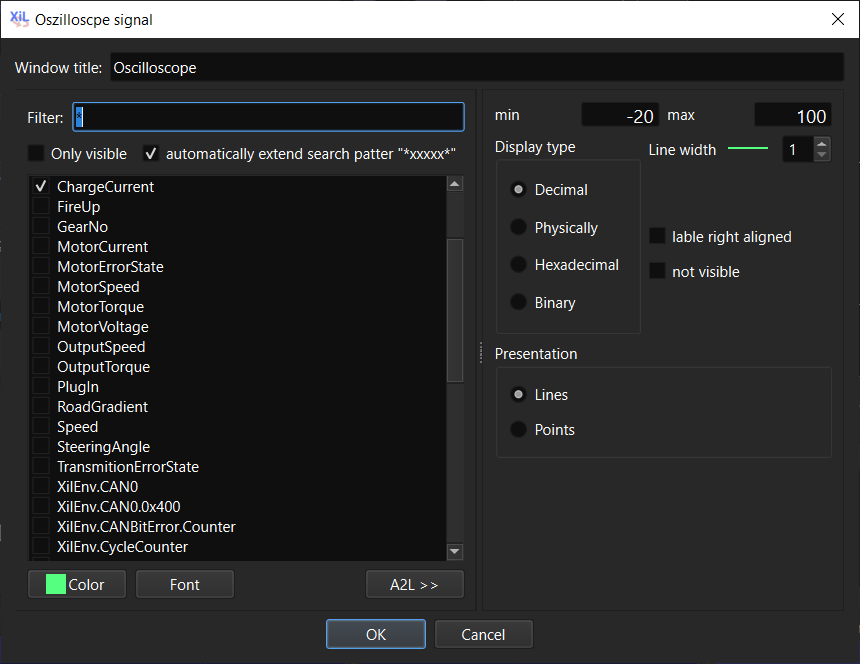 XiL Oszilloscpe signal
Window title: Oscilloscope
Filter: *
Only visible automatically extend search patter "*xxxxx*"
ChargeCurrent
FireUp
GearNo
MotorCurrent
MotorErrorState
MotorSpeed
MotorTorque
MotorVoltage
OutputSpeed
OutputTorque
PlugIn
RoadGradient
Speed
SteeringAngle
TransmitionErrorState
XilEnv.CAN0
XilEnv.CAN0.0x400
XilEnv.CANBitError.Counter
XilEnv.CycleCounter
Color Font A2L >>
min -20 max 100
Display type Line width 1
Decimal
Physically
Hexadecimal
Binary
lable right aligned
not visible
Presentation
Lines
Points
OK Cancel